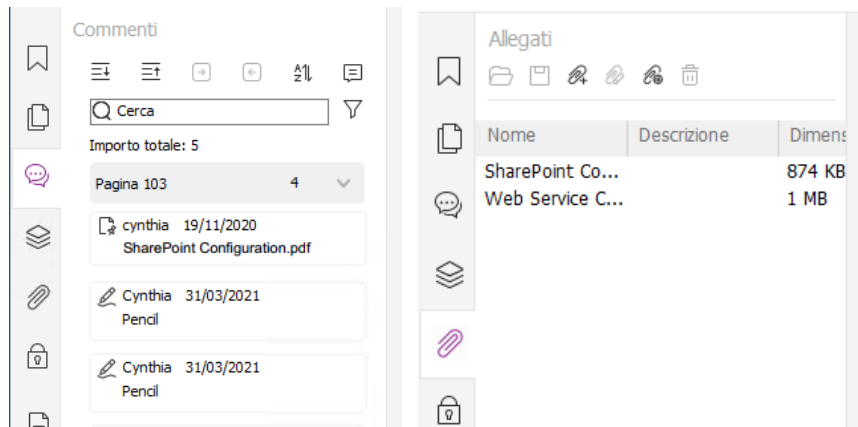 Commenti
Cerca
Importo totale: 5
Pagina 103 4
cynthia 19/11/2020
SharePoint Configuration.pdf
Cynthia 31/03/2021
Pencil
Cynthia 31/03/2021
Pencil
Allegati
Nome Descrizione Dimens
SharePoint Co... 874 KB
Web Service C... 1 MB